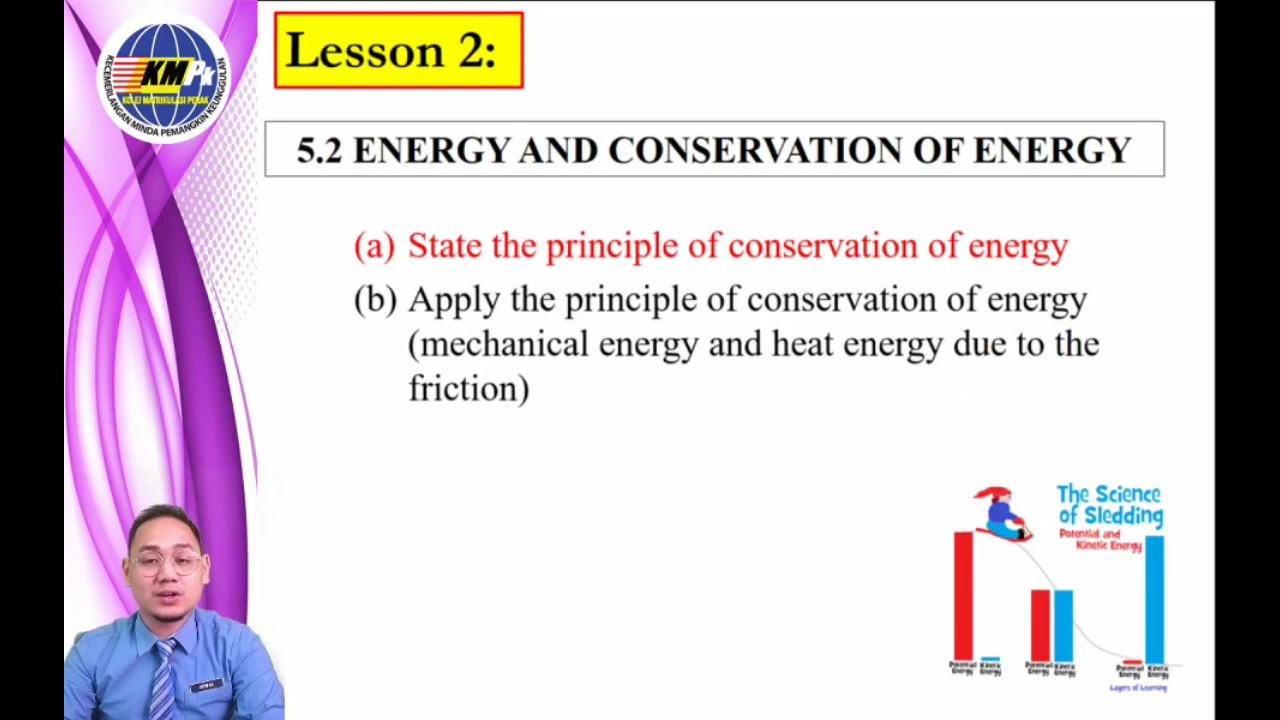 Lesson 2:
KECEMERLANGAN MINDA PEMANGKIN KEUNGGULAN
KMPk
KOLEJ MATRIKULASI PERAK
5.2 ENERGY AND CONSERVATION OF ENERGY
(a) State the principle of conservation of energy
(b) Apply the principle of conservation of energy
(mechanical energy and heat energy due to the
friction)
The Science
of Sledding
Potential and
Kinetic Energy
Potential Energy
Kinetic Energy
Potential Energy
Kinetic Energy
Potential Energy
Kinetic Energy
Layers of Learning